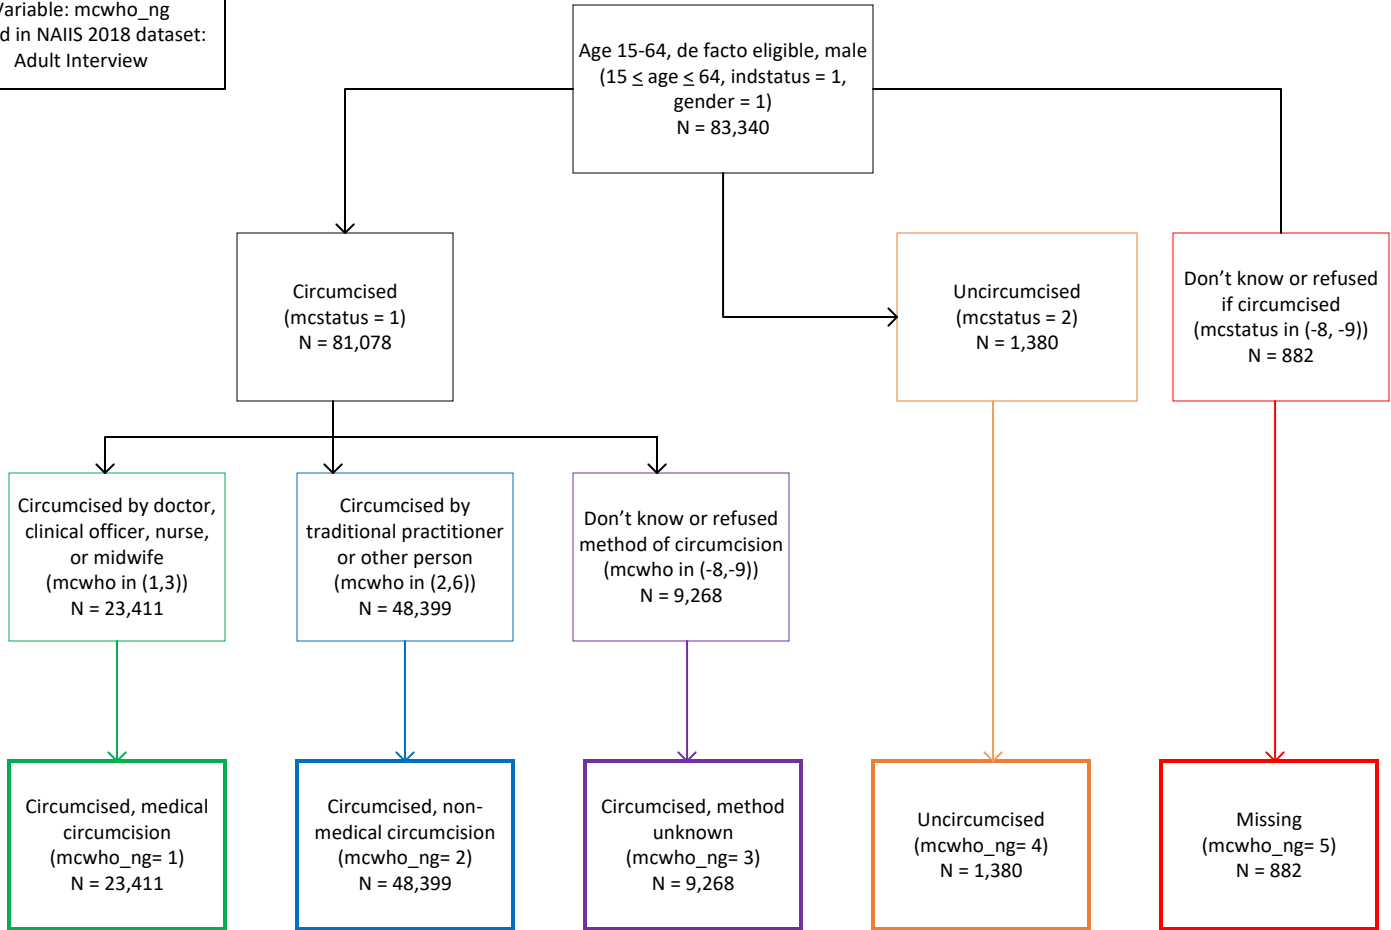 Variable: mcwho_ng
d in NAIIS 2018 dataset:
Adult Interview
Age 15-64, de facto eligible, male
(15 ≤ age ≤ 64, indstatus = 1,
gender = 1)
N = 83,340
Circumcised
(mcstatus = 1)
N = 81,078
Uncircumcised
(mcstatus = 2)
N = 1,380
Don’t know or refused
if circumcised
(mcstatus in (-8, -9))
N = 882
Circumcised by doctor,
clinical officer, nurse,
or midwife
(mcwho in (1,3))
N = 23,411
Circumcised by
traditional practitioner
or other person
(mcwho in (2,6))
N = 48,399
Don’t know or refused
method of circumcision
(mcwho in (-8,-9))
N = 9,268
Circumcised, medical
circumcision
(mcwho_ng= 1)
N = 23,411
Circumcised, non-
medical circumcision
(mcwho_ng= 2)
N = 48,399
Circumcised, method
unknown
(mcwho_ng= 3)
N = 9,268
Uncircumcised
(mcwho_ng= 4)
N = 1,380
Missing
(mcwho_ng= 5)
N = 882